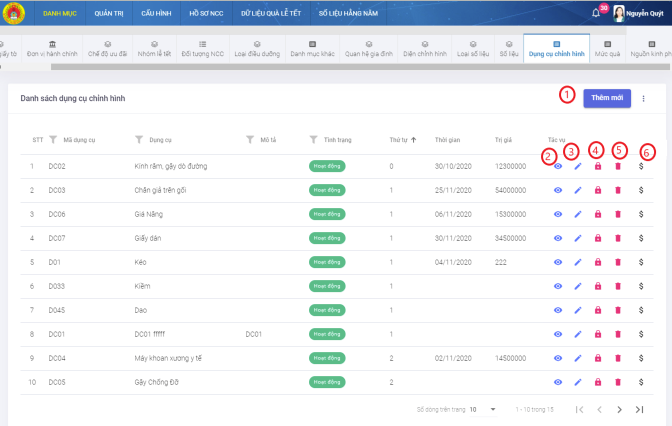 DANH MỤC QUẢN TRỊ CẤU HÌNH HỒ SƠ NCC DỮ LIỆU QUÀ LỄ TẾT SỐ LIỆU HÀNG NĂM 50 Nguyễn Quýt
giấy tờ Đơn vị hành chính Chế độ ưu đãi Nhóm lễ tết Đối tượng NCC Loại điều dưỡng Danh mục khác Quan hệ gia đình Diện chỉnh hình Loại số liệu Số liệu Dụng cụ chỉnh hình Mức quà Nguồn kinh ph
Danh sách dụng cụ chỉnh hình 1 Thêm mới
STT Mã dụng cụ Dụng cụ Mô tả Tình trạng Thứ tự Thời gian Trị giá Tác vụ
2 3 4 5 6
1 DC02 Kính râm, gậy dò đường Hoạt động 0 30/10/2020 12300000 $
2 DC03 Chân giả trên gối Hoạt động 1 25/11/2020 54000000 $
3 DC06 Giá Năng Hoạt động 1 06/11/2020 15300000 $
4 DC07 Giấy dán Hoạt động 1 30/11/2020 34500000 $
5 D01 Kéo Hoạt động 1 04/11/2020 222 $
6 D033 Kiềm Hoạt động 1 $
7 D045 Dao Hoạt động 1 $
8 DC01 DC01 fffff DC01 Hoạt động 1 $
9 DC04 Máy khoan xương y tế Hoạt động 2 02/11/2020 14500000 $
10 DC05 Gậy Chống Đỡ Hoạt động 2 $
Số dòng trên trang 10 1 - 10 trong 15